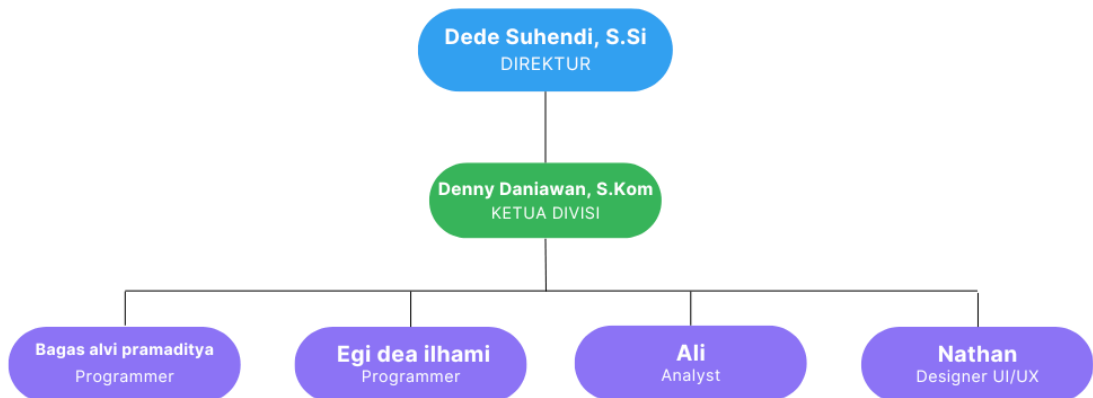 Dede Suhendi, S.Si
DIREKTUR
Denny Daniawan, S.Kom
KETUA DIVISI
Bagas alvi pramaditya
Programmer
Egi dea ilhami
Programmer
Ali
Analyst
Nathan
Designer UI/UX